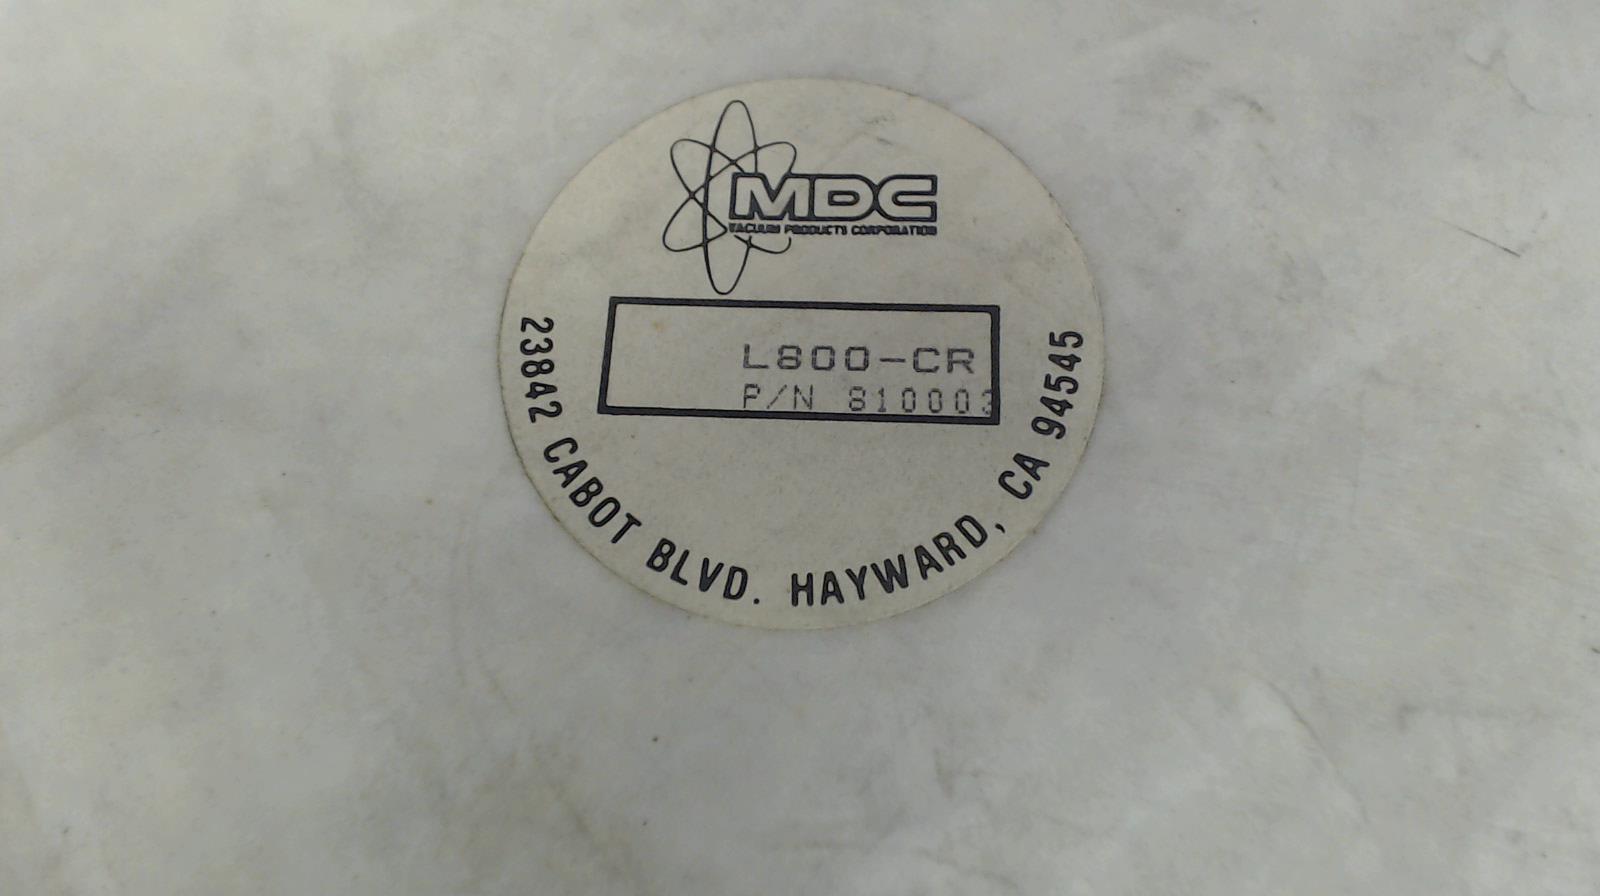 MDC
VACUUM PRODUCTS CORPORATION
L800-CR
P/N 810003
23842 CABOT BLVD. HAYWARD, CA 94545